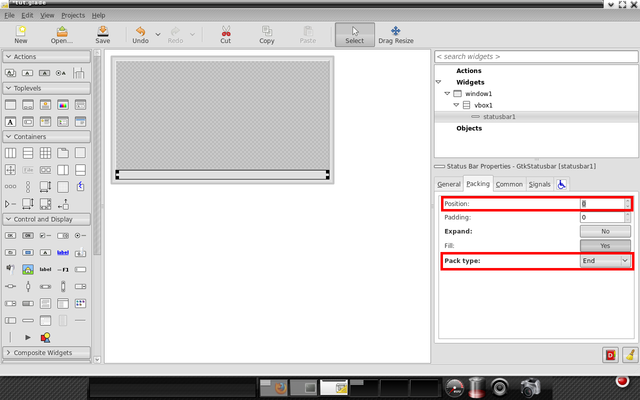 *tut.glade
File Edit View Projects Help
New Open... Save Undo Redo Cut Copy Paste Select Drag Resize
Actions
Toplevels
Containers
Control and Display
label
label
Composite Widgets
< search widgets >
Actions
Widgets
window1
vbox1
statusbar1
Objects
Status Bar Properties - GtkStatusbar [statusbar1]
General Packing Common Signals
Position: 0
Padding: 0
Expand: No
Fill: Yes
Pack type: End